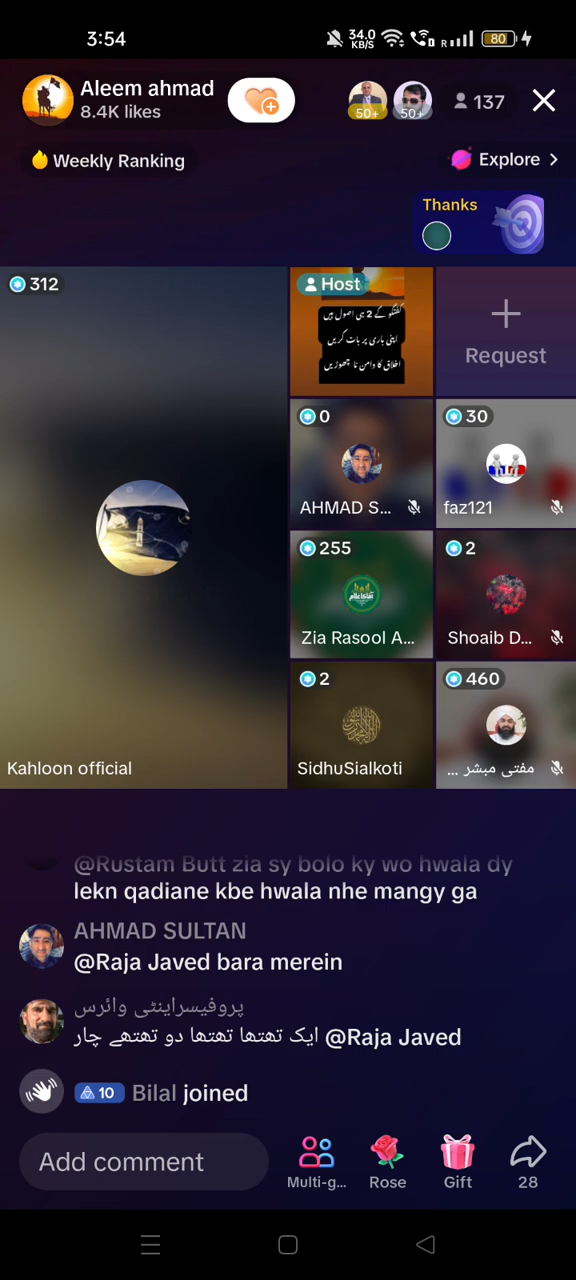 3:54
34.0
KB/S
R
80
Aleem ahmad
8.4K likes
50+
50+
137
Weekly Ranking
Explore
Thanks
312
Host
گفتگو کے 2 ہی اصول ہیں
اپنی باری پر بات کریں
اخلاق کا دامن نا چھوڑیں
Request
0
AHMAD S...
30
faz121
255
Zia Rasool A...
2
Shoaib D...
2
SidhuSialkoti
460
مفتی مبشر ...
Kahloon official
@Rustam Butt zia sy bolo ky wo hwala dy
lekn qadiane kbe hwala nhe mangy ga
AHMAD SULTAN
@Raja Javed bara merein
پروفیسراینٹی وائرس
@Raja Javed ایک تھتھا تھتھا دو تھتھے چار
10 Bilal joined
Add comment
Multi-g...
Rose
Gift
28